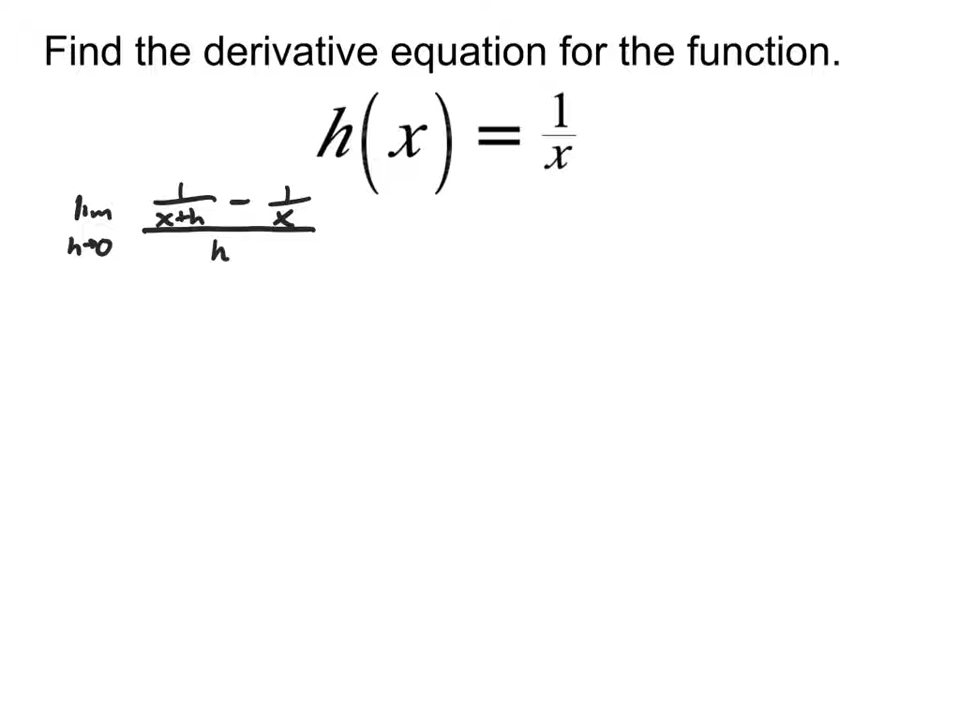 Find the derivative equation for the function.
h(x) = 1/x
lim h→0 (1/(x+h) - 1/x)/h